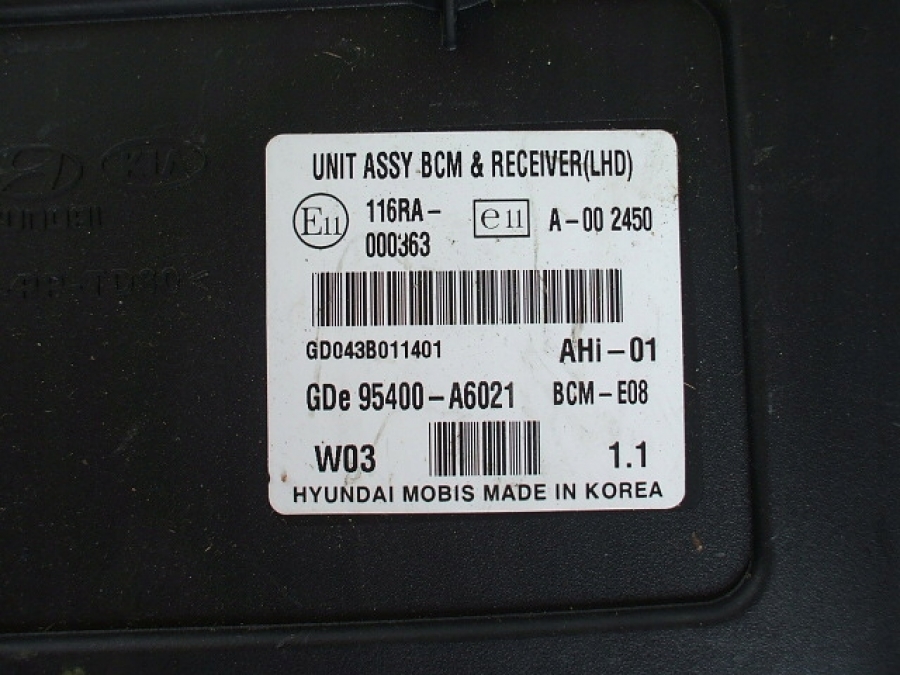 UNIT ASSY BCM & RECEIVER(LHD)
E11 116RA-000363 e11 A-00 2450
GD043B011401 AHi-01
GDe 95400-A6021 BCM-E08
W03 1.1
HYUNDAI MOBIS MADE IN KOREA
KIA